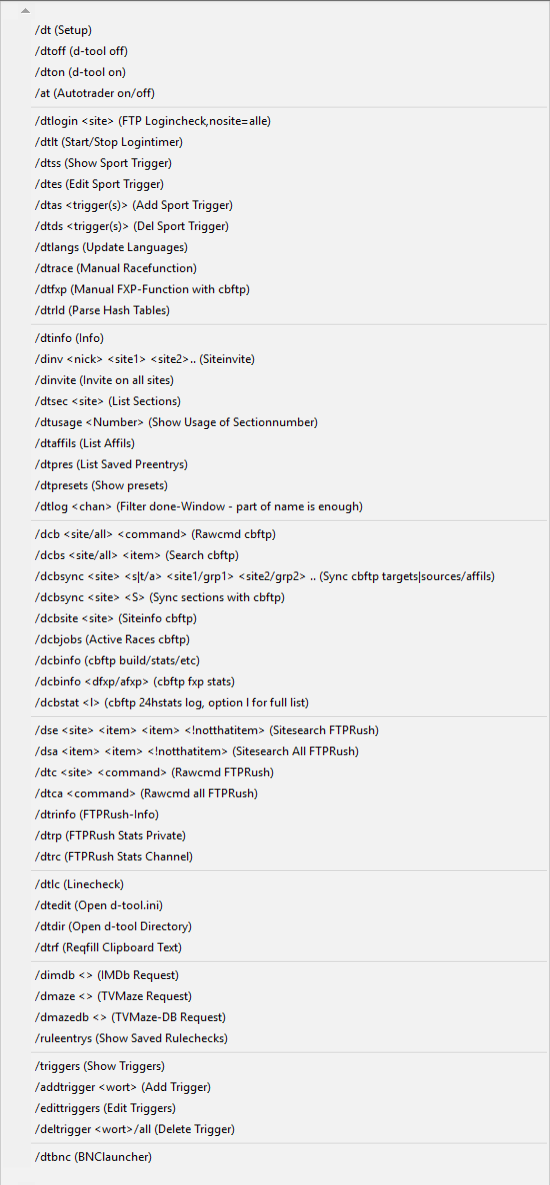 /dt (Setup)
/dtoff (d-tool off)
/dton (d-tool on)
/at (Autotrader on/off)
/dtlogin <site> (FTP Logincheck,nosite=alle)
/dtlt (Start/Stop Logintimer)
/dtss (Show Sport Trigger)
/dtes (Edit Sport Trigger)
/dtas <trigger(s)> (Add Sport Trigger)
/dtds <trigger(s)> (Del Sport Trigger)
/dtlangs (Update Languages)
/dtrace (Manual Racefunction)
/dtfxp (Manual FXP-Function with cbftp)
/dtrld (Parse Hash Tables)
/dtinfo (Info)
/dinv <nick> <site1> <site2>.. (Siteinvite)
/dinvite (Invite on all sites)
/dtsec <site> (List Sections)
/dtusage <Number> (Show Usage of Sectionnumber)
/dtaffils (List Affils)
/dtpres (List Saved Preentrys)
/dtpresets (Show presets)
/dtlog <chan> (Filter done-Window - part of name is enough)
/dcb <site/all> <command> (Rawcmd cbftp)
/dcbs <site/all> <item> (Search cbftp)
/dcbsync <site> <s|t/a> <site1/grp1> <site2/grp2> .. (Sync cbftp targets|sources/affils)
/dcbsync <site> <S> (Sync sections with cbftp)
/dcbsite <site> (Siteinfo cbftp)
/dcbjobs (Active Races cbftp)
/dcbinfo (cbftp build/stats/etc)
/dcbinfo <dfxp/afxp> (cbftp fxp stats)
/dcbstat <l> (cbftp 24hstats log, option l for full list)
/dse <site> <item> <item> <!notthatitem> (Sitesearch FTPRush)
/dsa <item> <item> <!notthatitem> (Sitesearch All FTPRush)
/dtc <site> <command> (Rawcmd FTPRush)
/dtca <command> (Rawcmd all FTPRush)
/dtrinfo (FTPRush-Info)
/dtrp (FTPRush Stats Private)
/dtrc (FTPRush Stats Channel)
/dtlc (Linecheck)
/dtedit (Open d-tool.ini)
/dtdir (Open d-tool Directory)
/dtrf (Reqfill Clipboard Text)
/dimdb <> (IMDb Request)
/dmaze <> (TVMaze Request)
/dmazedb <> (TVMaze-DB Request)
/ruleentrys (Show Saved Rulechecks)
/triggers (Show Triggers)
/addtrigger <wort> (Add Trigger)
/edittriggers (Edit Triggers)
/deltrigger <wort>/all (Delete Trigger)
/dtbnc (BNClauncher)